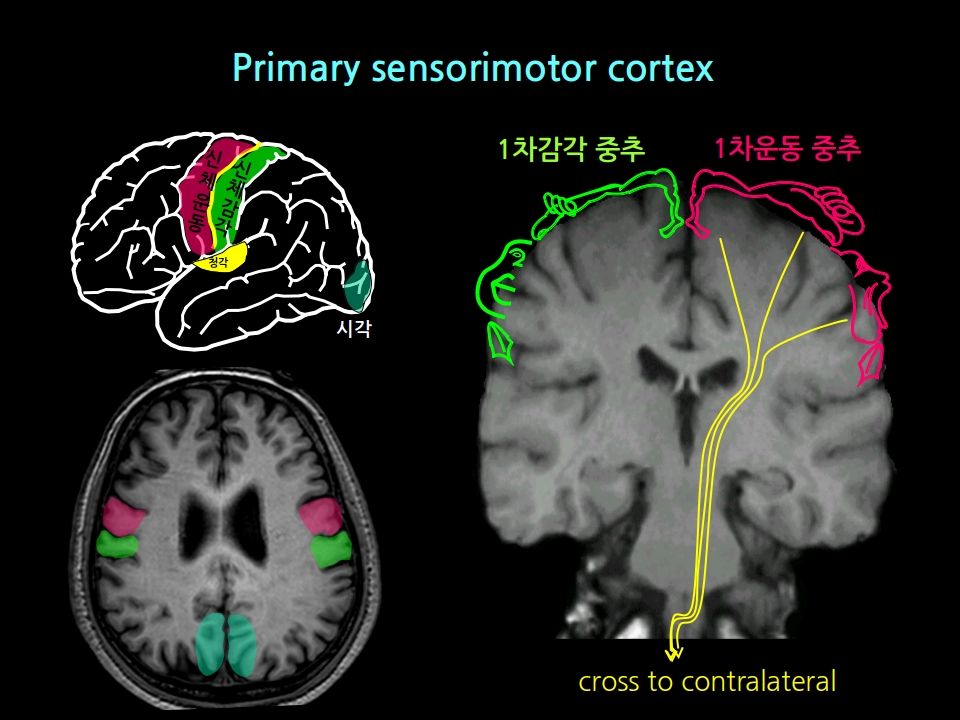 Primary sensorimotor cortex
1차감각 중추
1차운동 중추
신체운동
신체감각
청각
시각
cross to contralateral